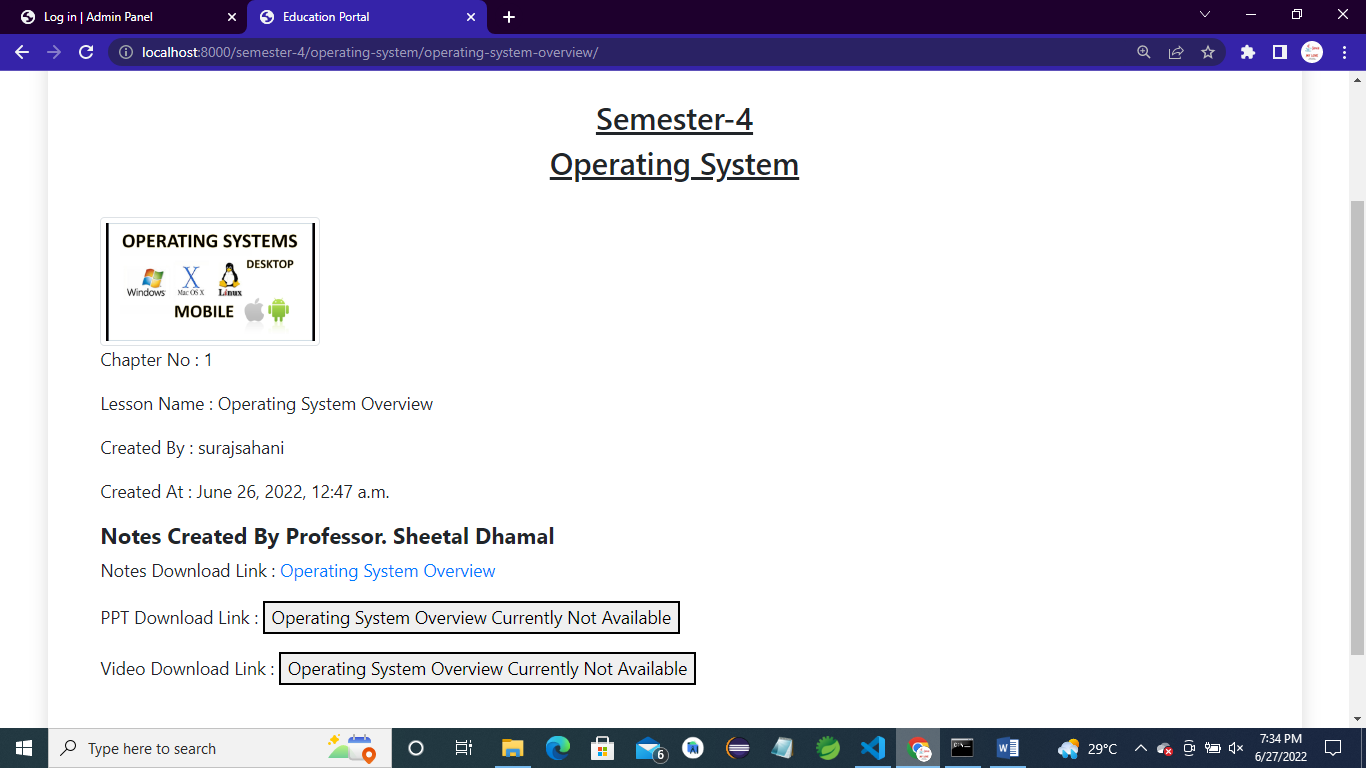 Log in | Admin Panel
Education Portal
localhost:8000/semester-4/operating-system/operating-system-overview/
Semester-4
Operating System
OPERATING SYSTEMS
DESKTOP
Windows
X
Mac OS X
Linux
MOBILE
Chapter No : 1
Lesson Name : Operating System Overview
Created By : surajsahani
Created At : June 26, 2022, 12:47 a.m.
Notes Created By Professor. Sheetal Dhamal
Notes Download Link : Operating System Overview
PPT Download Link : Operating System Overview Currently Not Available
Video Download Link : Operating System Overview Currently Not Available
Type here to search
6
29°C
7:34 PM
6/27/2022